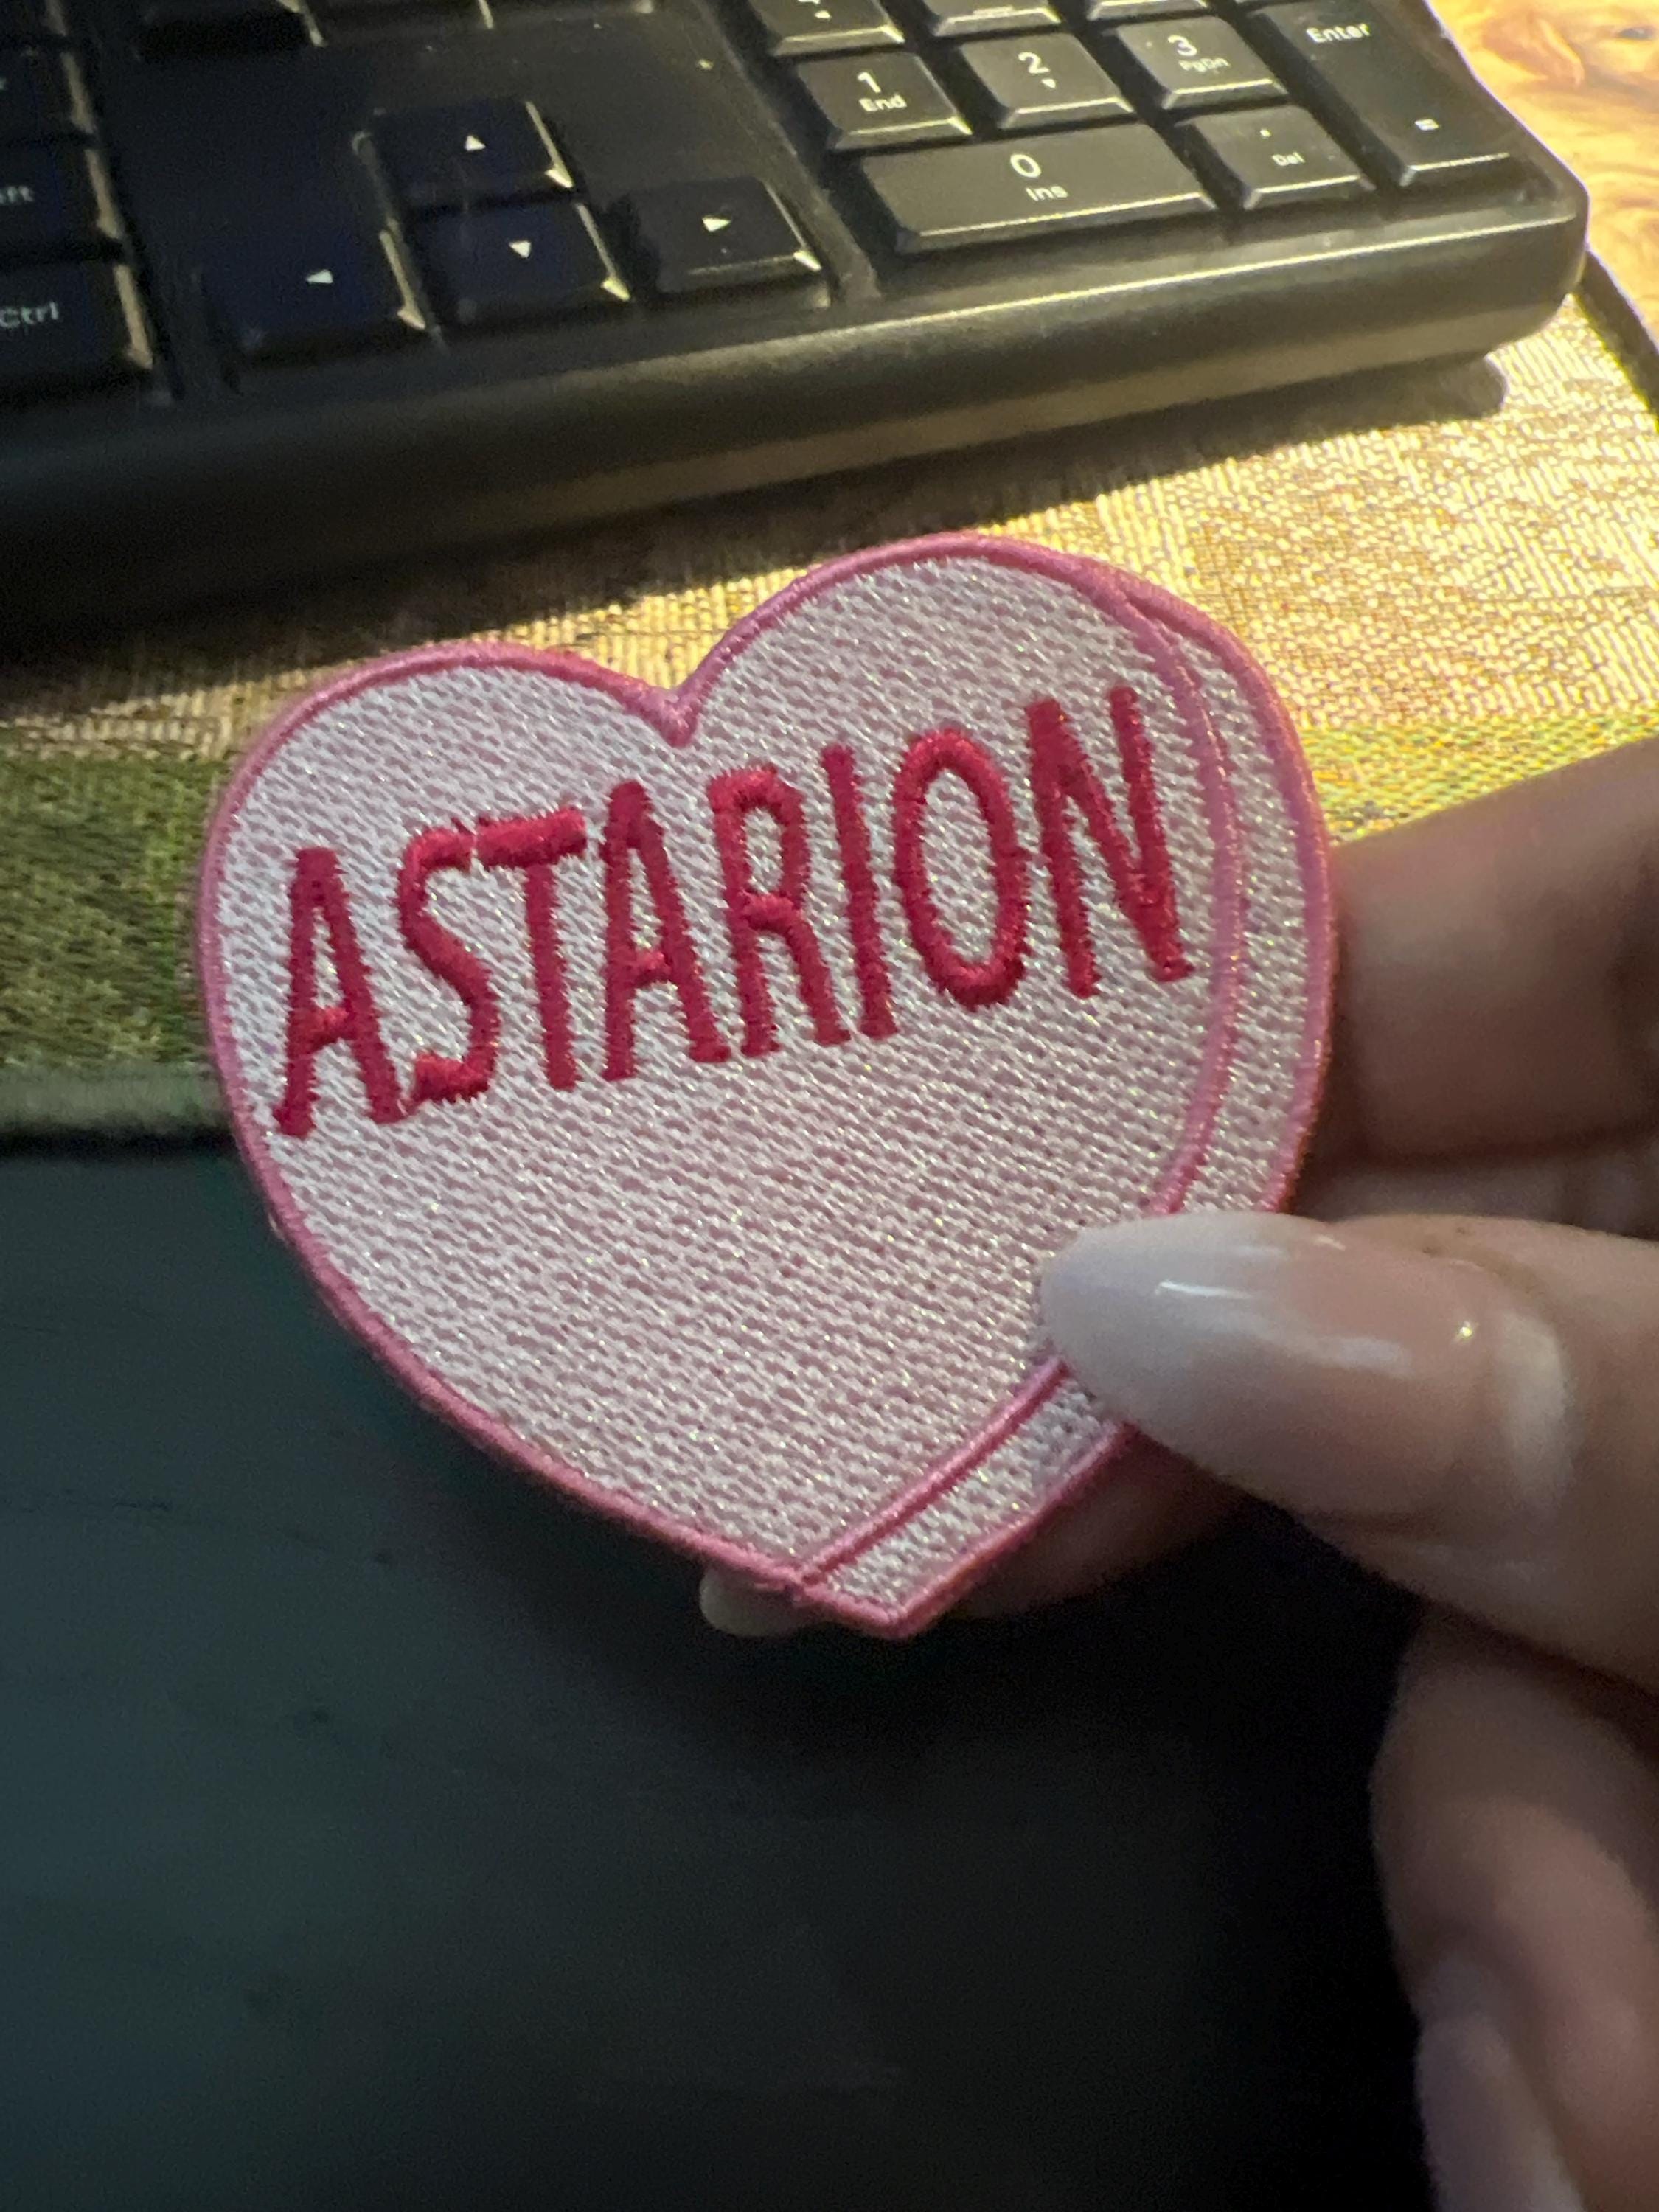 Enter
1
End
2
3
PgDn
0
Ins
Del
Ctrl
ASTARION